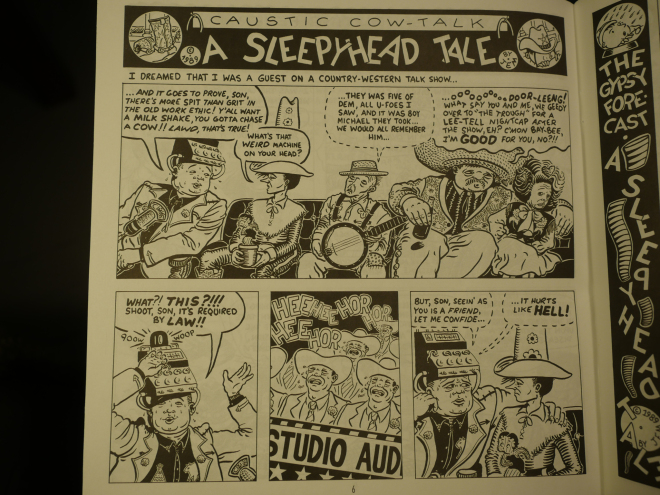 CAUSTIC COW-TALK
A SLEEPYHEAD TALE
© 1989
BY
I DREAMED THAT I WAS A GUEST ON A COUNTRY-WESTERN TALK SHOW...
...AND IT GOES TO PROVE, SON,
THERE'S MORE SPIT THAN GRIT IN
THE OLD WORK ETHIC! Y'ALL WANT
A MILK SHAKE, YOU GOTTA CHASE
A COW!! LAWD, THAT'S TRUE!
WHAT'S THAT
WEIRD MACHINE
ON YOUR HEAD?
...THEY WAS FIVE OF
DEM, ALL U-FOES I
SAW, AND IT WAS BOY
MICHAEL THEY TOOK...
WE WOULD ALL REMEMBER
HIM...
DOOR-LEENG!
WHAT SAY YOU AND ME, WE GEEDY
OVER TO "THE TROUGH" FOR A
LEE-TELL NIGHTCAP AFTER
THE SHOW, EH? C'MON BAY-BEE,
I'M GOOD FOR YOU, NO?!!
WHAT?! THIS?!!!
SHOOT, SON, IT'S REQUIRED
BY LAW!!
HEE HEE HOR
HEE HOR
STUDIO AUD
BUT, SON, SEEIN' AS
YOU IS A FRIEND,
LET ME CONFIDE...
...IT HURTS
LIKE HELL!
6
THE
GYPSY
FORE-
CAST
A SLEEPYHEAD
TALE
© 1989
BY